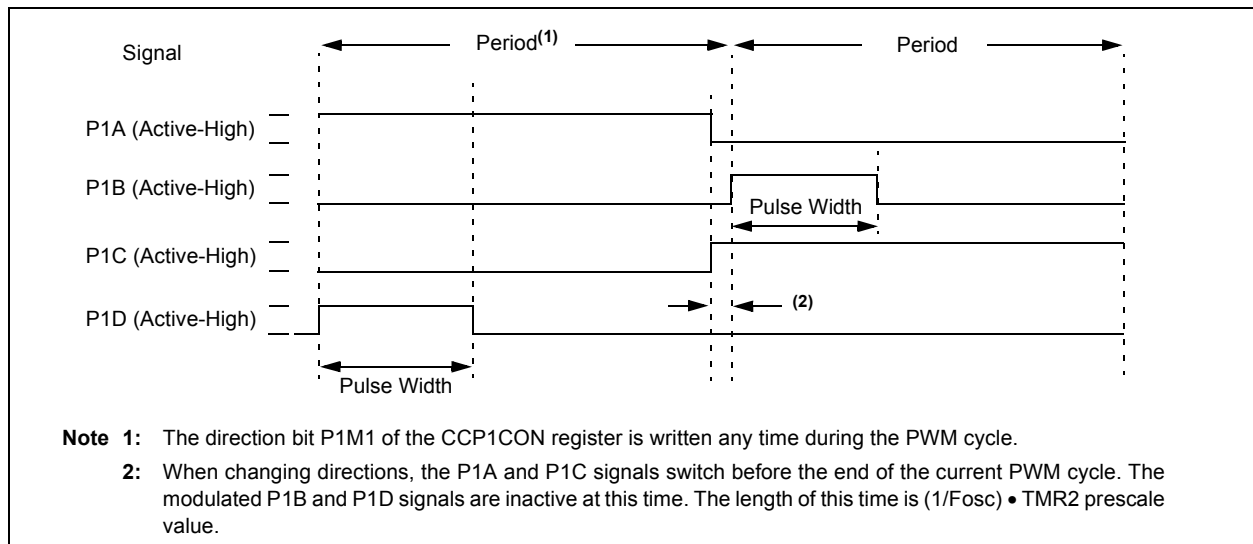 Signal
Period(1)
Period
P1A (Active-High)
P1B (Active-High)
Pulse Width
P1C (Active-High)
(2)
P1D (Active-High)
Pulse Width
Note 1: The direction bit P1M1 of the CCP1CON register is written any time during the PWM cycle.
2: When changing directions, the P1A and P1C signals switch before the end of the current PWM cycle. The
modulated P1B and P1D signals are inactive at this time. The length of this time is (1/Fosc) • TMR2 prescale
value.